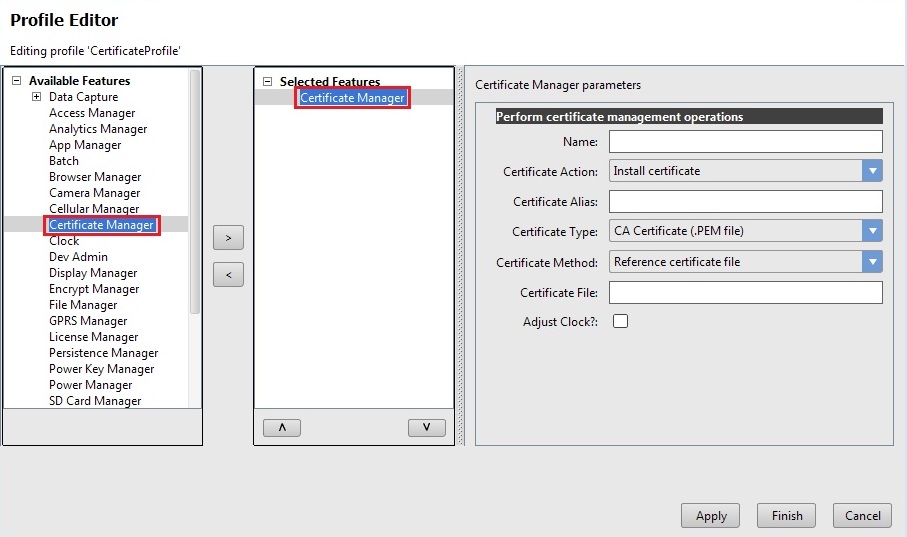 Profile Editor
Editing profile 'CertificateProfile'
Available Features
Data Capture
Access Manager
Analytics Manager
App Manager
Batch
Browser Manager
Camera Manager
Cellular Manager
Certificate Manager
Clock
Dev Admin
Display Manager
Encrypt Manager
File Manager
GPRS Manager
License Manager
Persistence Manager
Power Key Manager
Power Manager
SD Card Manager
>
<
Selected Features
Certificate Manager
Certificate Manager parameters
Perform certificate management operations
Name:
Certificate Action: Install certificate
Certificate Alias:
Certificate Type: CA Certificate (.PEM file)
Certificate Method: Reference certificate file
Certificate File:
Adjust Clock?:
Apply Finish Cancel